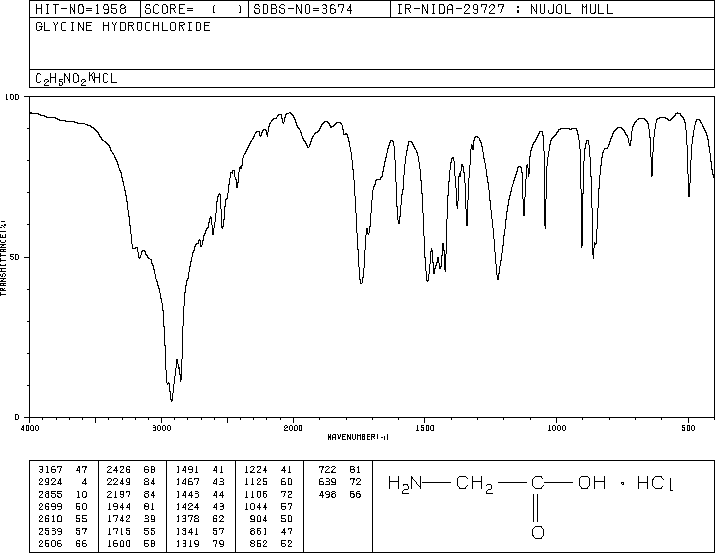 HIT-NO=1958 SCORE= ( ) SDBS-NO=3674 IR-NIDA-29727 : NUJOL MULL
GLYCINE HYDROCHLORIDE
C2H5NO2·HCL
100
50
0
TRANSMITTANCE(%)
4000 3000 2000 1500 1000 500
WAVENUMBER(-1)
3167 47 2426 68 1491 41 1224 41 722 81
2924 4 2249 84 1467 43 1125 60 639 72
2855 10 2197 84 1443 44 1106 72 498 66
2699 60 1944 81 1424 43 1044 57
2610 55 1742 39 1378 62 904 50
2539 57 1715 55 1341 57 861 47
2506 66 1600 58 1319 79 852 52
H2N CH2 C OH · HCl
O